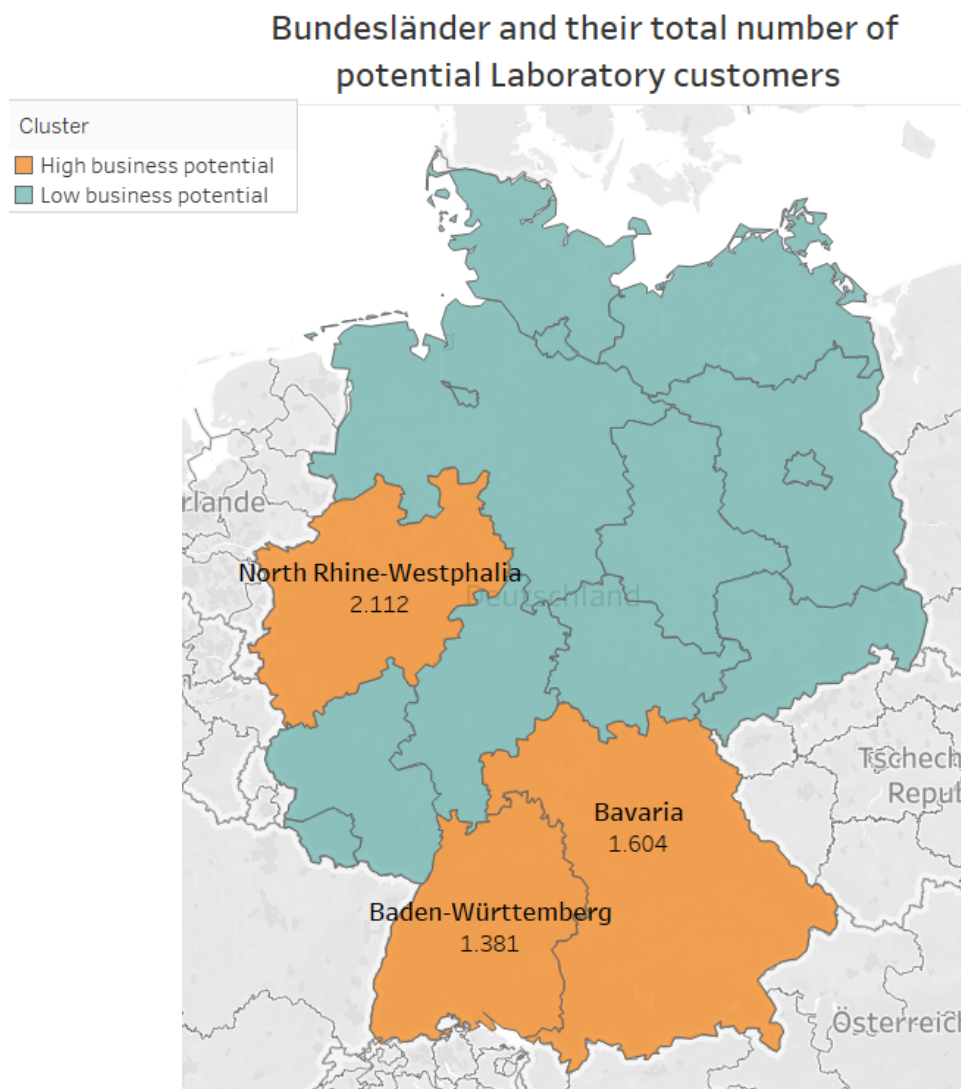 Bundesländer and their total number of
potential Laboratory customers
Cluster
High business potential
Low business potential
rlande
North Rhine-Westphalia
2.112
Deutschland
Tschech
Repub
Bavaria
1.604
Baden-Württemberg
1.381
Österreich